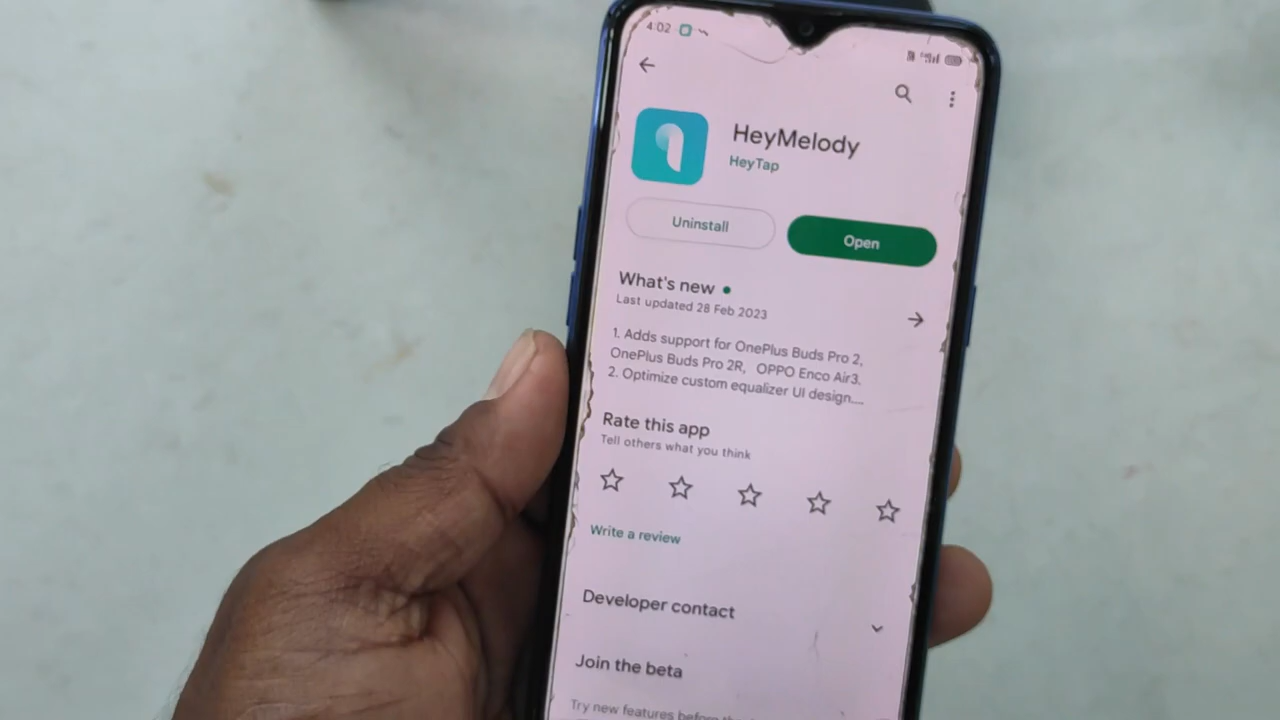 4:02
HeyMelody
HeyTap
Uninstall
Open
What's new
Last updated 28 Feb 2023
1. Adds support for OnePlus Buds Pro 2,
OnePlus Buds Pro 2R, OPPO Enco Air3.
2. Optimize custom equalizer UI design....
Rate this app
Tell others what you think
Write a review
Developer contact
Join the beta
Try new features before the